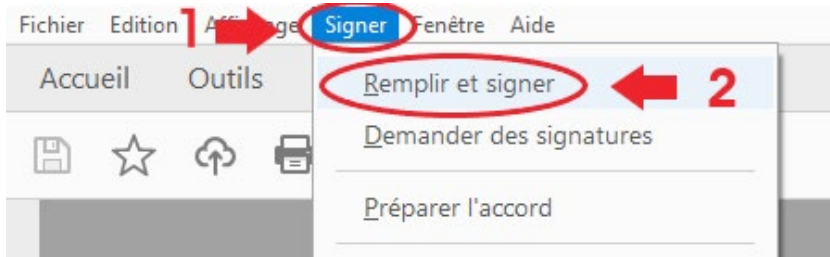 Fichier Edition 1 Affichage Signer Fenêtre Aide
Accueil Outils
Remplir et signer 2
Demander des signatures
Préparer l'accord